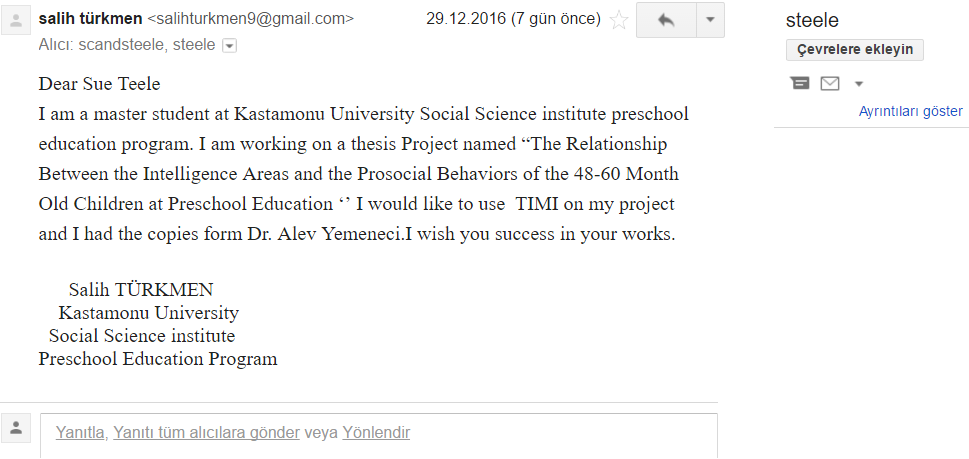 salih türkmen <salihturkmen9@gmail.com> 29.12.2016 (7 gün önce)
Alıcı: scandsteele, steele
Dear Sue Teele
I am a master student at Kastamonu University Social Science institute preschool
education program. I am working on a thesis Project named “The Relationship
Between the Intelligence Areas and the Prosocial Behaviors of the 48-60 Month
Old Children at Preschool Education ‘’ I would like to use  TIMI on my project
and I had the copies form Dr. Alev Yemeneci.I wish you success in your works.
Salih TÜRKMEN
Kastamonu University
Social Science institute
Preschool Education Program
Yanıtla, Yanıtı tüm alıcılara gönder veya Yönlendir
steele
Çevrelere ekleyin
Ayrıntıları göster